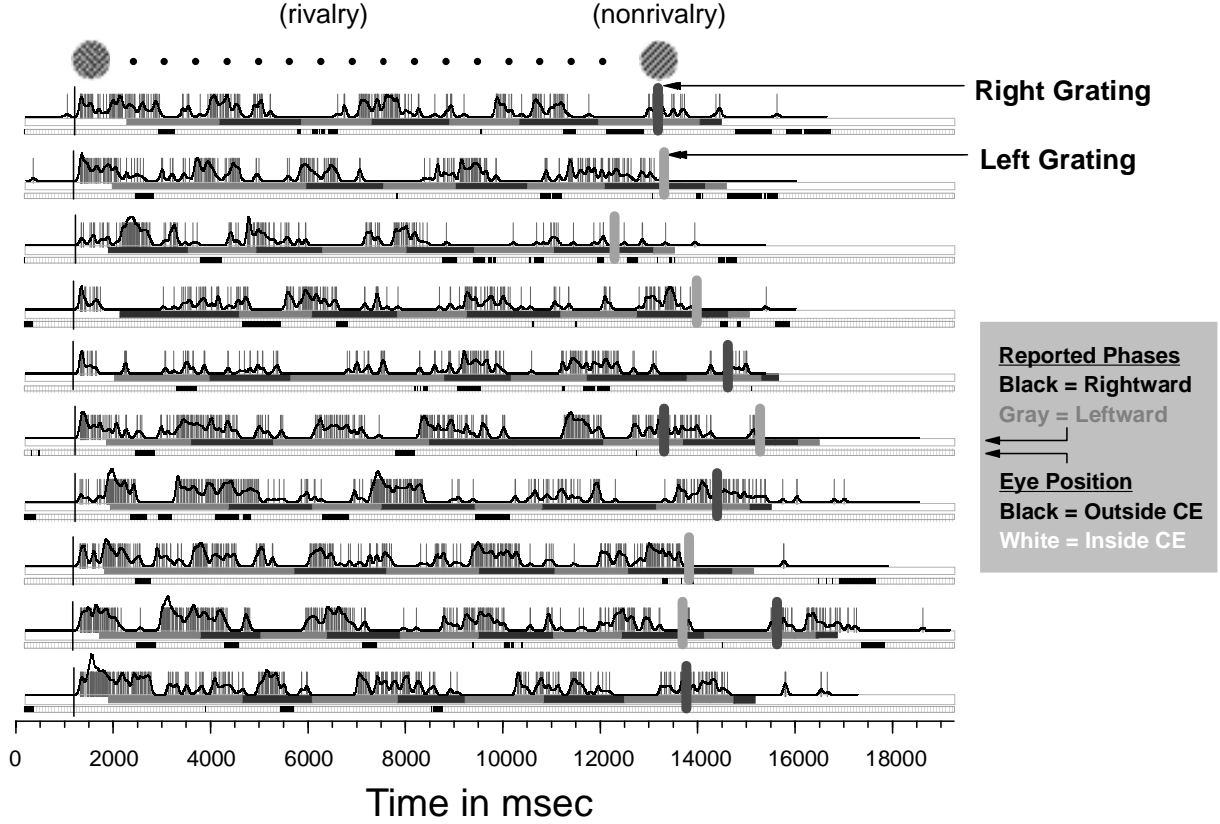 (rivalry)
(nonrivalry)
Right Grating
Left Grating
Reported Phases
Black = Rightward
Gray = Leftward
Eye Position
Black = Outside CE
White = Inside CE
0 2000 4000 6000 8000 10000 12000 14000 16000 18000
Time in msec